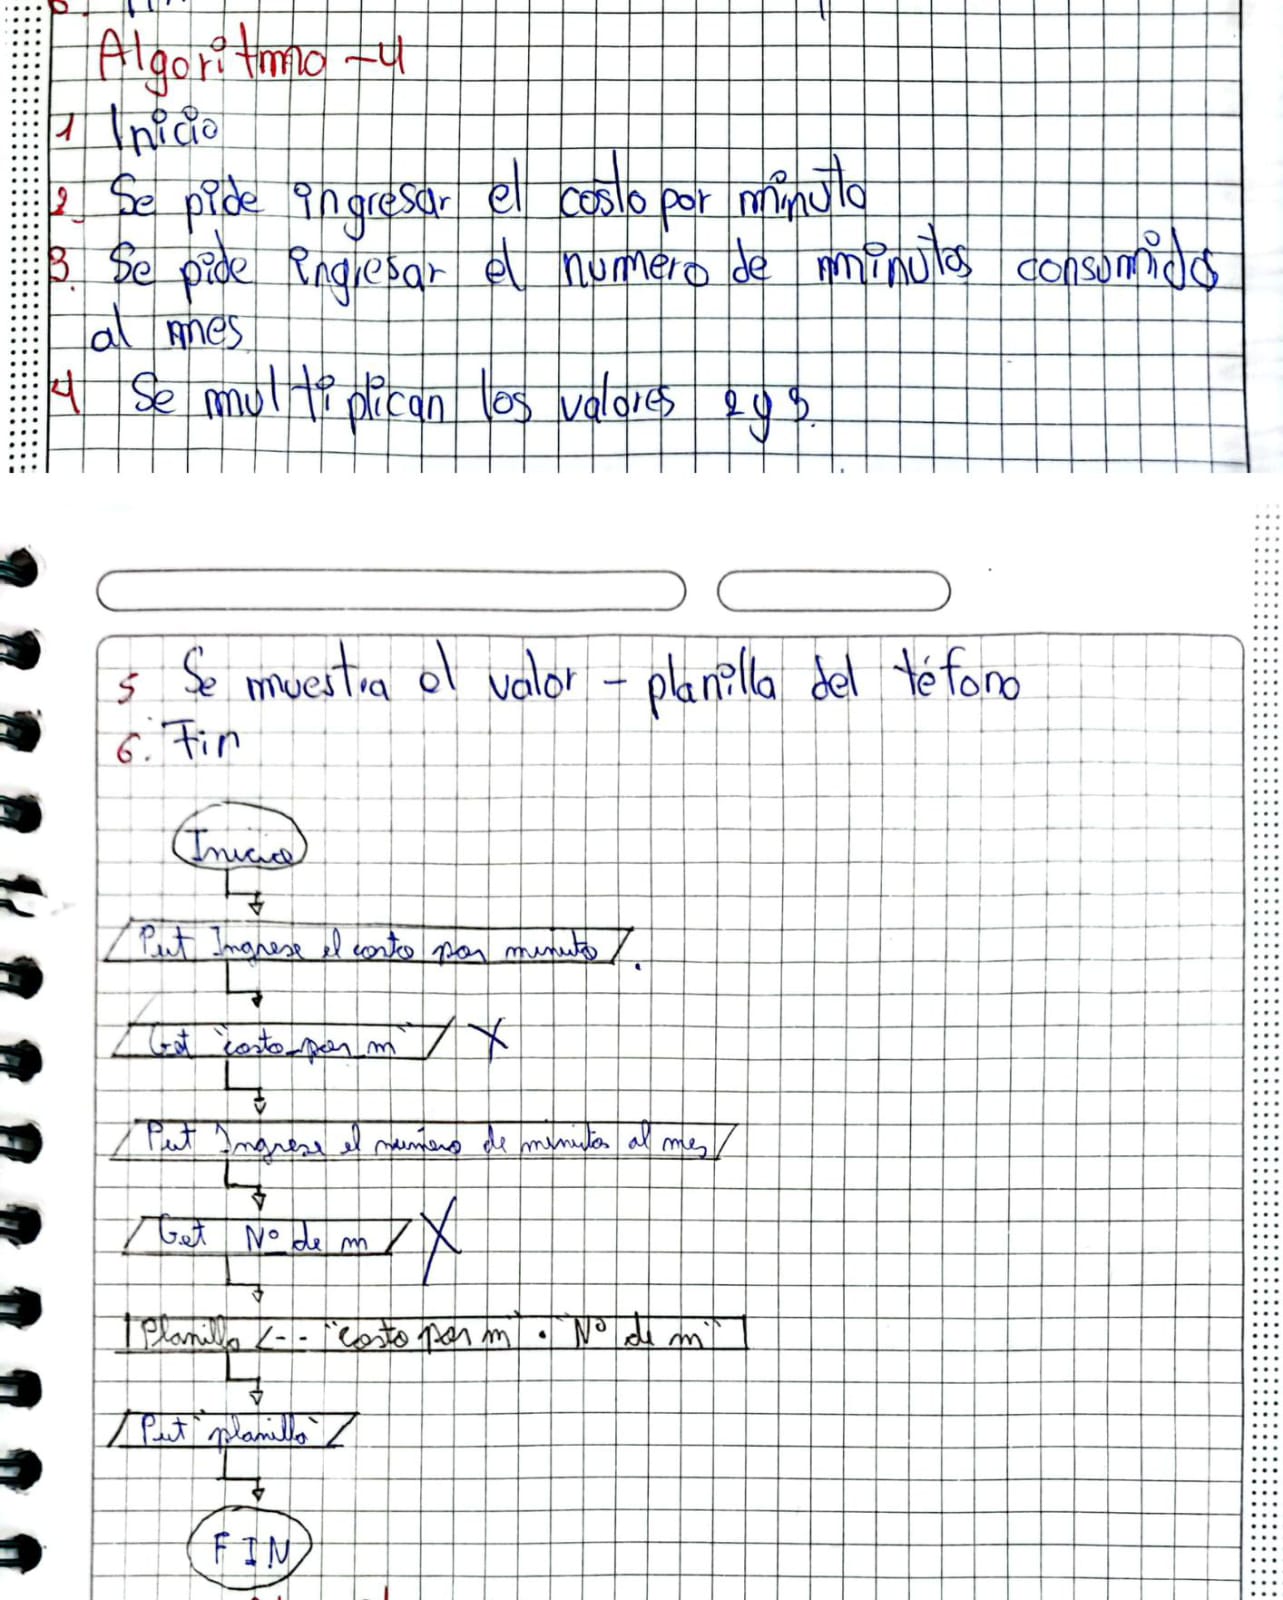 Algoritmo -4
1 Inicio
2. Se pide ingresar el costo por minuto
3. Se pide ingresar el numero de minutos consumidos
al mes
4 Se multiplican los valores 2 y 3.
5 Se muestra el valor - planilla del téfono
6. Fin
Inicio
Put Ingrese el costo por minuto
Get "costo_por_m" X
Put Ingrese el numero de minutos al mes
Get N° de m X
Planilla <-- "costo por m" . "N° de m"
Put "planilla"
FIN